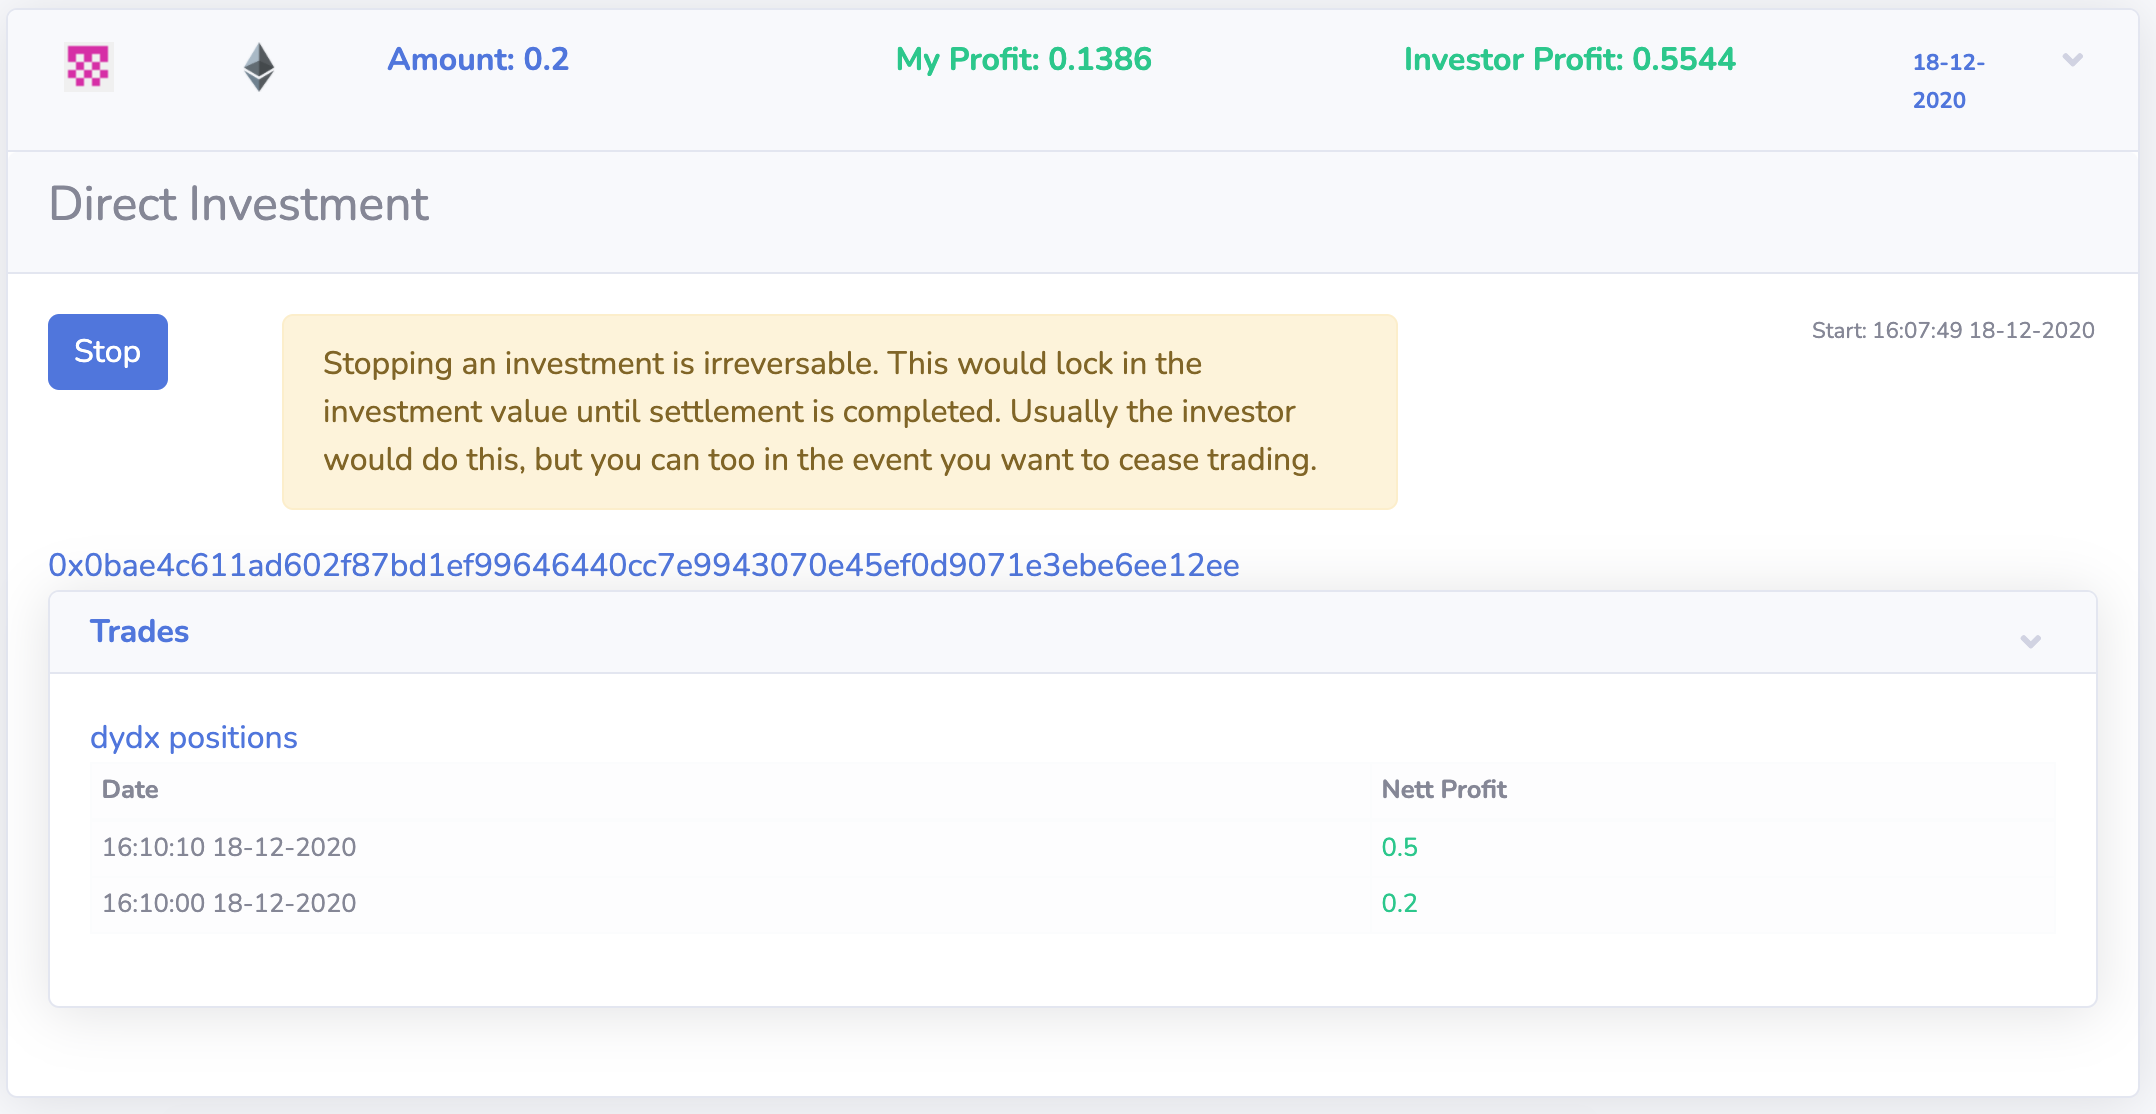 Amount: 0.2
My Profit: 0.1386
Investor Profit: 0.5544
18-12-
2020
Direct Investment
Stop
Stopping an investment is irreversable. This would lock in the
investment value until settlement is completed. Usually the investor
would do this, but you can too in the event you want to cease trading.
Start: 16:07:49 18-12-2020
0x0bae4c611ad602f87bd1ef99646440cc7e9943070e45ef0d9071e3ebe6ee12ee
Trades
dydx positions
Date Nett Profit
16:10:10 18-12-2020 0.5
16:10:00 18-12-2020 0.2